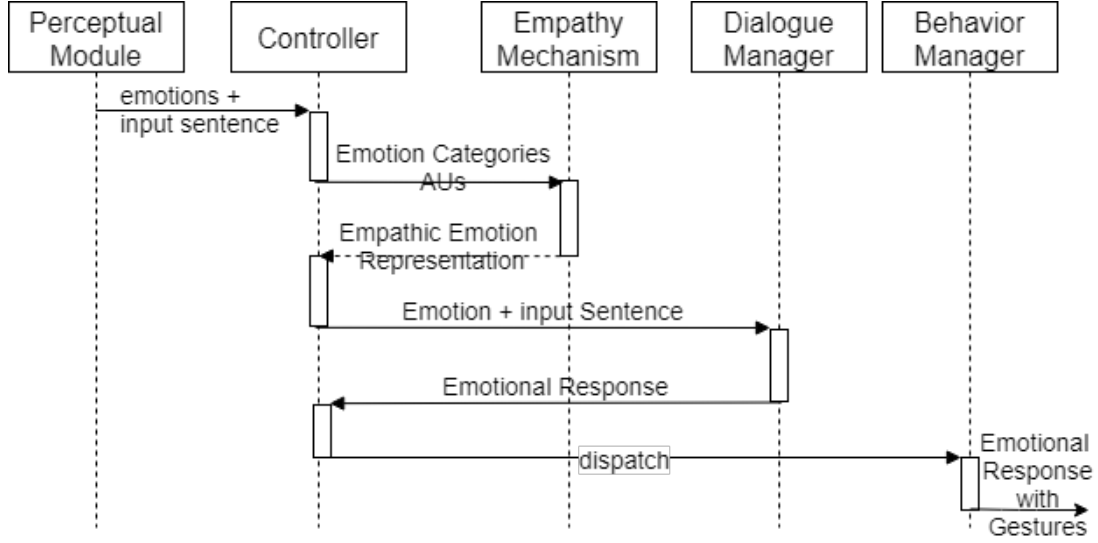 Perceptual
Module
Controller
Empathy
Mechanism
Dialogue
Manager
Behavior
Manager
emotions +
input sentence
Emotion Categories
AUs
Empathic Emotion
Representation
Emotion + input Sentence
Emotional Response
dispatch
Emotional
Response
with
Gestures